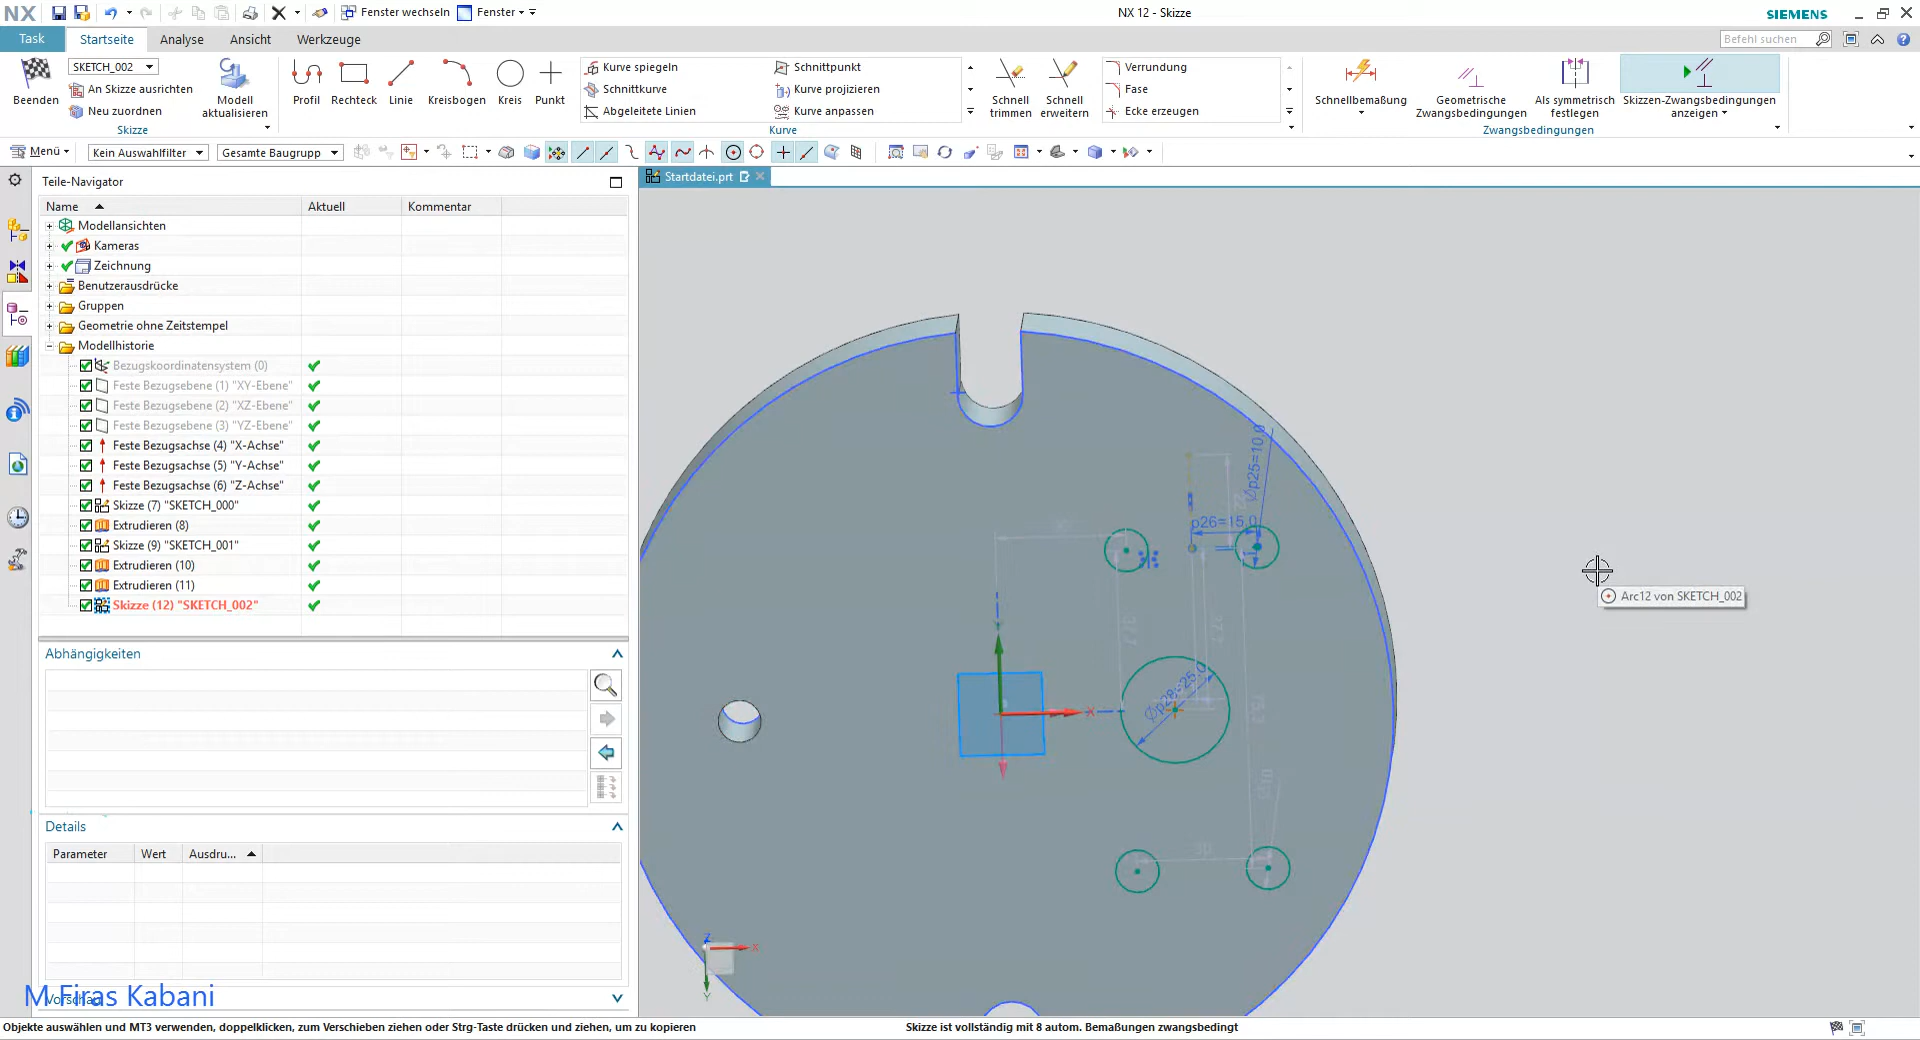 NX
Fenster wechseln
Fenster
NX 12 - Skizze
SIEMENS
Task
Startseite
Analyse
Ansicht
Werkzeuge
Befehl suchen
Beenden
SKETCH_002
An Skizze ausrichten
Neu zuordnen
Modell
aktualisieren
Skizze
Profil
Rechteck
Linie
Kreisbogen
Kreis
Punkt
Kurve spiegeln
Schnittkurve
Abgeleitete Linien
Schnittpunkt
Kurve projizieren
Kurve anpassen
Kurve
Schnell
trimmen
Schnell
erweitern
Verrundung
Fase
Ecke erzeugen
Schnellbemaßung
Geometrische
Zwangsbedingungen
Als symmetrisch
festlegen
Skizzen-Zwangsbedingungen
anzeigen
Zwangsbedingungen
Menü
Kein Auswahlfilter
Gesamte Baugrupp
Teile-Navigator
Startdatei.prt
Name
Aktuell
Kommentar
Modellansichten
Kameras
Zeichnung
Benutzerausdrücke
Gruppen
Geometrie ohne Zeitstempel
Modellhistorie
Bezugskoordinatensystem (0)
Feste Bezugsebene (1) "XY-Ebene"
Feste Bezugsebene (2) "XZ-Ebene"
Feste Bezugsebene (3) "YZ-Ebene"
Feste Bezugsachse (4) "X-Achse"
Feste Bezugsachse (5) "Y-Achse"
Feste Bezugsachse (6) "Z-Achse"
Skizze (7) "SKETCH_000"
Extrudieren (8)
Skizze (9) "SKETCH_001"
Extrudieren (10)
Extrudieren (11)
Skizze (12) "SKETCH_002"
Øp25=10,0
p26=15,0
Øp28=25,0
X
Arc12 von SKETCH_002
Abhängigkeiten
Details
Parameter
Wert
Ausdru...
Z
X
Y
M.Firas Kabani
Objekte auswählen und MT3 verwenden, doppelklicken, zum Verschieben ziehen oder Strg-Taste drücken und ziehen, um zu kopieren
Skizze ist vollständig mit 8 autom. Bemaßungen zwangsbedingt